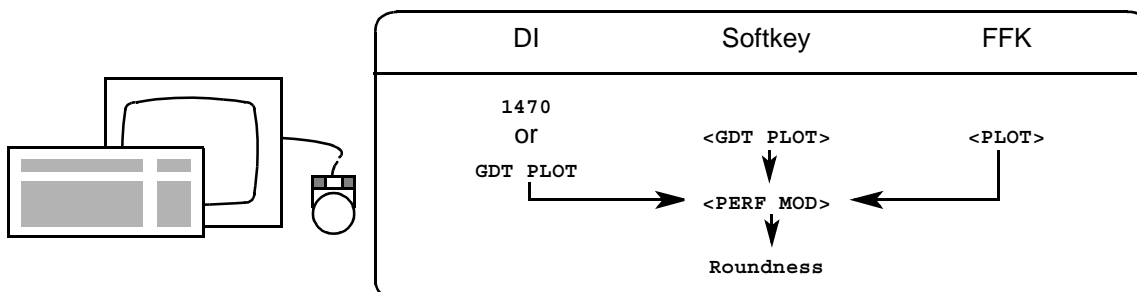 DI Softkey FFK
1470
or
GDT PLOT
<GDT PLOT>
<PLOT>
<PERF MOD>
Roundness